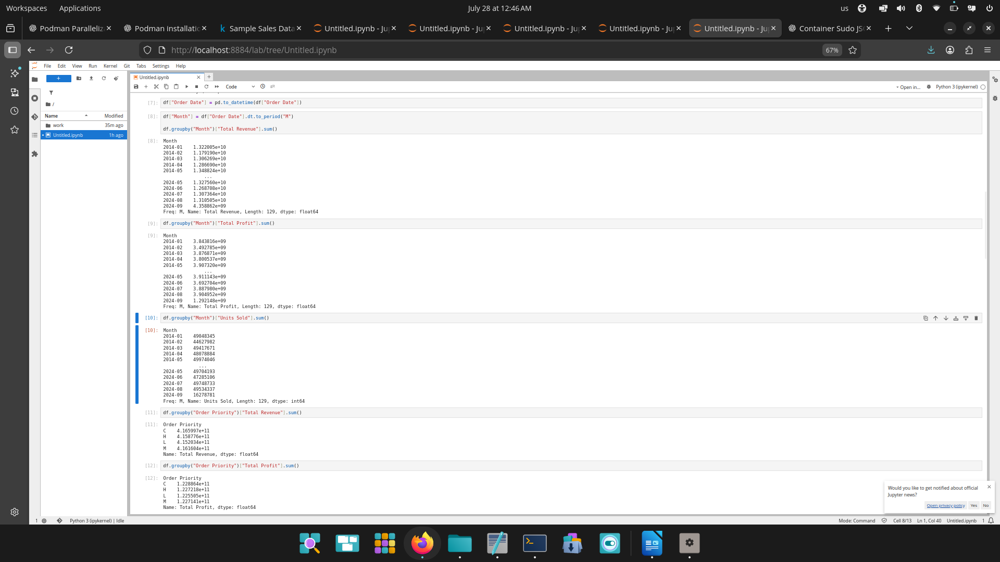 Workspaces Applications July 28 at 12:46 AM us
Podman Paralleliz Podman installatio Sample Sales Data Untitled.ipynb - Ju Untitled.ipynb - Ju Untitled.ipynb - Ju Untitled.ipynb - Ju Untitled.ipynb - Ju Container Sudo JS
http://localhost:8884/lab/tree/Untitled.ipynb 67%
File Edit View Run Kernel Git Tabs Settings Help
Untitled.ipynb
Code git Open in... Python 3 (ipykernel)
/
Name Modified
work 35m ago
Untitled.ipynb 1h ago
[7]: df["Order Date"] = pd.to_datetime(df["Order Date"])
[8]: df["Month"] = df["Order Date"].dt.to_period("M")
df.groupby("Month")["Total Revenue"].sum()
[8]: Month
2014-01 1.322005e+10
2014-02 1.179190e+10
2014-03 1.306269e+10
2014-04 1.286690e+10
2014-05 1.348824e+10
...
2024-05 1.327560e+10
2024-06 1.268708e+10
2024-07 1.307364e+10
2024-08 1.310505e+10
2024-09 4.358862e+09
Freq: M, Name: Total Revenue, Length: 129, dtype: float64
[9]: df.groupby("Month")["Total Profit"].sum()
[9]: Month
2014-01 3.843816e+09
2014-02 3.492785e+09
2014-03 3.876871e+09
2014-04 3.800537e+09
2014-05 3.907320e+09
...
2024-05 3.911143e+09
2024-06 3.692704e+09
2024-07 3.887980e+09
2024-08 3.904952e+09
2024-09 1.292148e+09
Freq: M, Name: Total Profit, Length: 129, dtype: float64
[10]: df.groupby("Month")["Units Sold"].sum()
[10]: Month
2014-01 49048345
2014-02 44627982
2014-03 49417671
2014-04 48078884
2014-05 49974046
...
2024-05 49704193
2024-06 47285106
2024-07 49748733
2024-08 49534337
2024-09 16278781
Freq: M, Name: Units Sold, Length: 129, dtype: int64
[11]: df.groupby("Order Priority")["Total Revenue"].sum()
[11]: Order Priority
C 4.165997e+11
H 4.158776e+11
L 4.152034e+11
M 4.161604e+11
Name: Total Revenue, dtype: float64
[12]: df.groupby("Order Priority")["Total Profit"].sum()
[12]: Order Priority
C 1.228864e+11
H 1.227218e+11
L 1.225505e+11
M 1.227141e+11
Name: Total Profit, dtype: float64
Would you like to get notified about official
Jupyter news?
Open privacy policy Yes No
1 Python 3 (ipykernel) | Idle Mode: Command Cell 8/13 Ln 1, Col 40 Untitled.ipynb 1